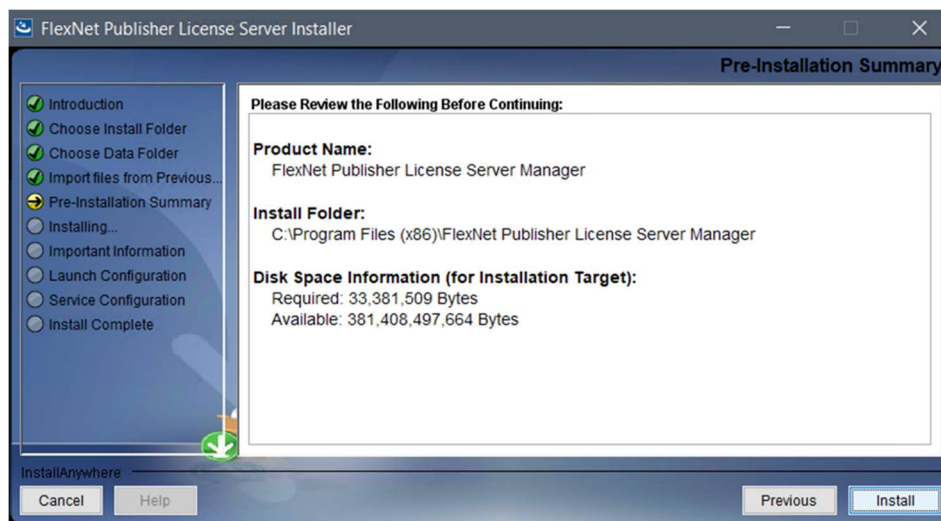 FlexNet Publisher License Server Installer
Pre-Installation Summary
Introduction
Choose Install Folder
Choose Data Folder
Import files from Previous...
Pre-Installation Summary
Installing...
Important Information
Launch Configuration
Service Configuration
Install Complete
Please Review the Following Before Continuing:
Product Name:
FlexNet Publisher License Server Manager
Install Folder:
C:\Program Files (x86)\FlexNet Publisher License Server Manager
Disk Space Information (for Installation Target):
Required: 33,381,509 Bytes
Available: 381,408,497,664 Bytes
InstallAnywhere
Cancel
Help
Previous
Install